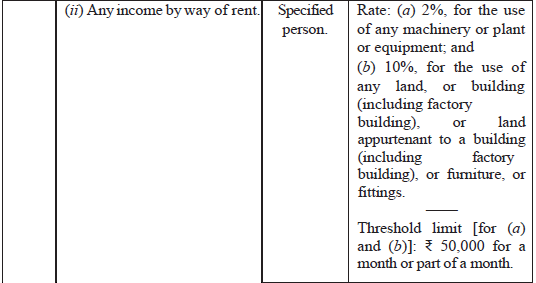 (ii) Any income by way of rent.
Specified
person.
Rate: (a) 2%, for the use
of any machinery or plant
or equipment; and
(b) 10%, for the use of
any land, or building
(including factory
building), or land
appurtenant to a building
(including factory
building), or furniture, or
fittings.
Threshold limit [for (a)
and (b)]: ₹ 50,000 for a
month or part of a month.